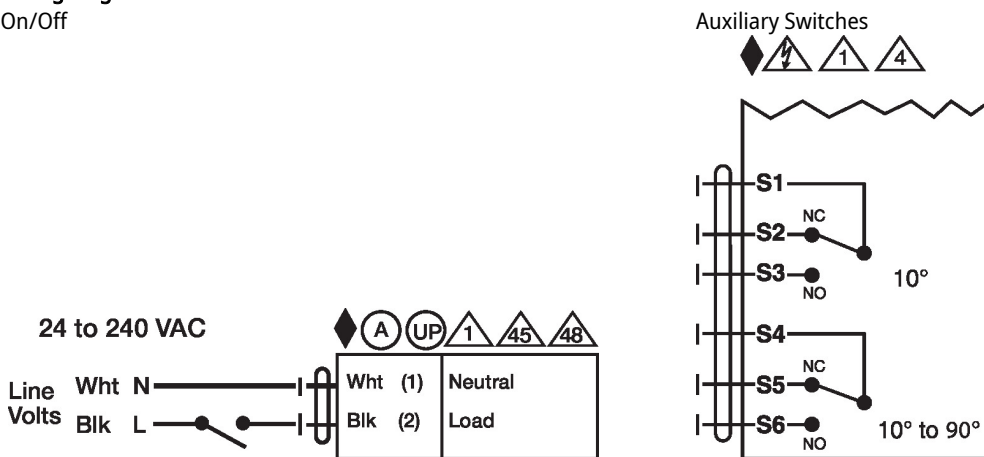 On/Off
Auxiliary Switches
1 4
S1
NC
S2
S3
NO
10°
S4
NC
S5
S6
NO
10° to 90°
24 to 240 VAC
A UP 1 45 48
Line Volts
Wht N
Blk L
Wht (1) Neutral
Blk (2) Load